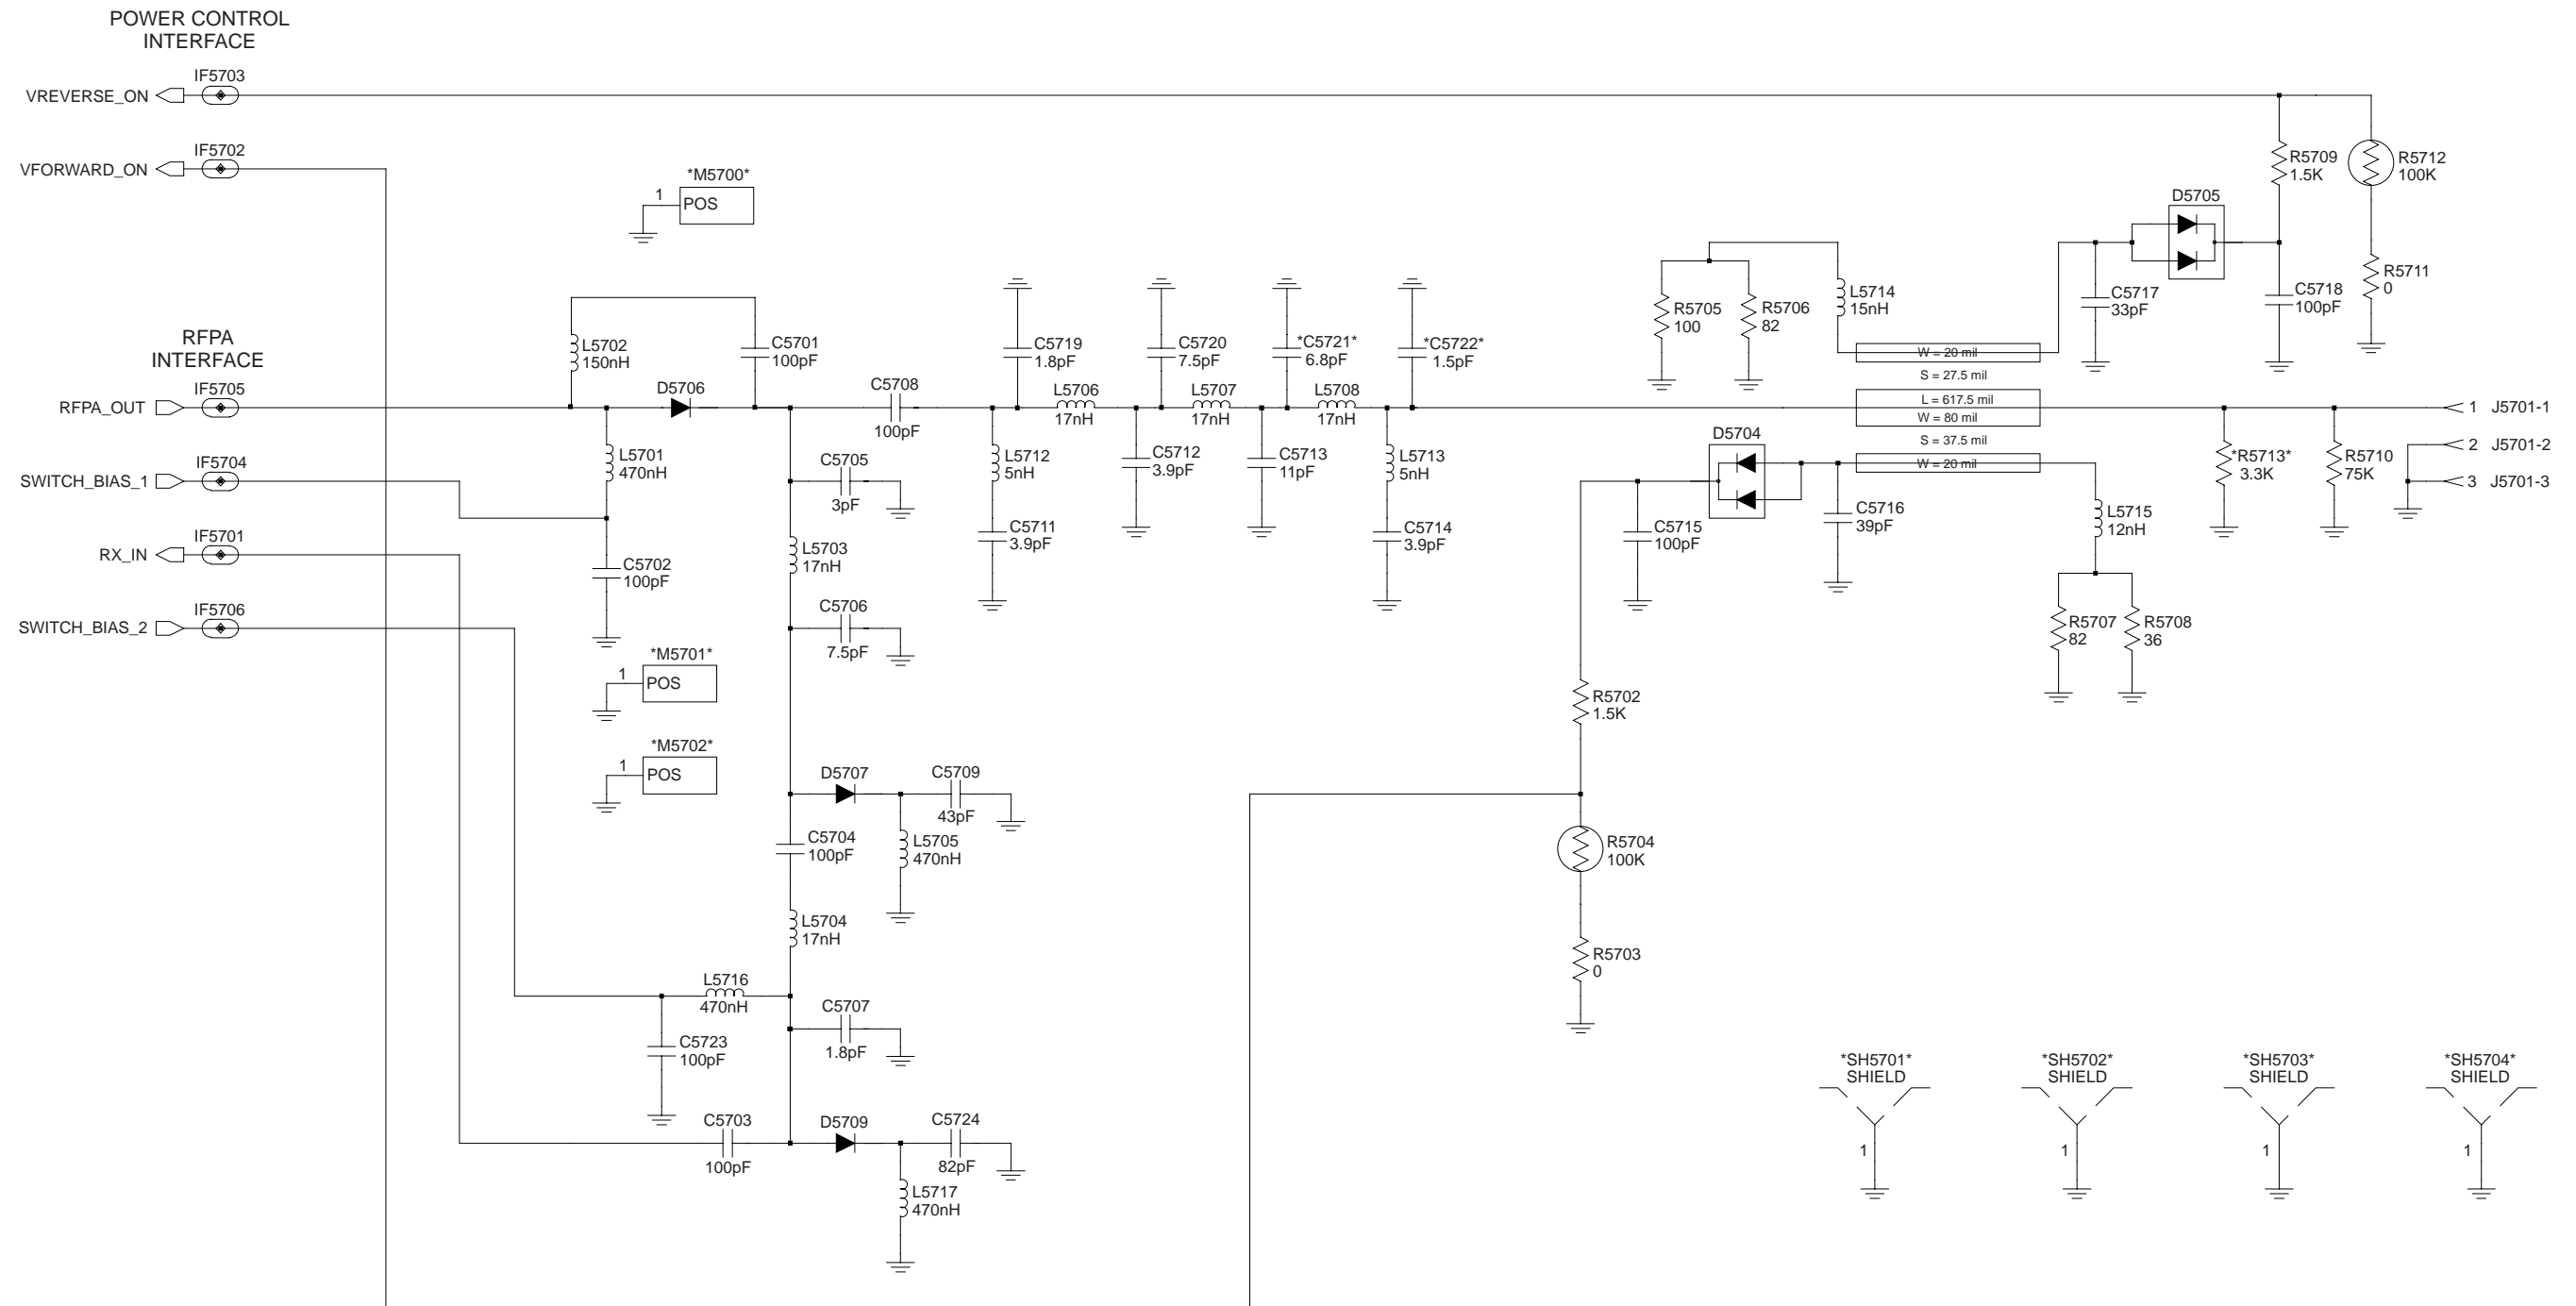 POWER CONTROL
INTERFACE
IF5703
VREVERSE_ON
IF5702
VFORWARD_ON
*M5700*
1
POS
R5709
1.5K
R5712
100K
D5705
R5711
0
C5717
33pF
C5718
100pF
L5714
15nH
R5705
100
R5706
82
RFPA
INTERFACE
L5702
150nH
C5701
100pF
C5719
1.8pF
C5720
7.5pF
*C5721*
6.8pF
*C5722*
1.5pF
W = 20 mil
S = 27.5 mil
L = 617.5 mil
W = 80 mil
S = 37.5 mil
W = 20 mil
IF5705
RFPA_OUT
D5706
C5708
100pF
L5706
17nH
L5707
17nH
L5708
17nH
1 J5701-1
2 J5701-2
3 J5701-3
IF5704
SWITCH_BIAS_1
L5701
470nH
C5705
3pF
L5712
5nH
C5712
3.9pF
C5713
11pF
L5713
5nH
D5704
*R5713*
3.3K
R5710
75K
IF5701
RX_IN
C5702
100pF
L5703
17nH
C5711
3.9pF
C5714
3.9pF
C5715
100pF
C5716
39pF
L5715
12nH
IF5706
SWITCH_BIAS_2
C5706
7.5pF
R5707
82
R5708
36
*M5701*
1
POS
R5702
1.5K
*M5702*
1
POS
D5707
C5709
43pF
C5704
100pF
L5705
470nH
R5704
100K
L5704
17nH
R5703
0
L5716
470nH
C5707
1.8pF
C5723
100pF
C5703
100pF
D5709
C5724
82pF
L5717
470nH
*SH5701*
SHIELD
1
*SH5702*
SHIELD
1
*SH5703*
SHIELD
1
*SH5704*
SHIELD
1